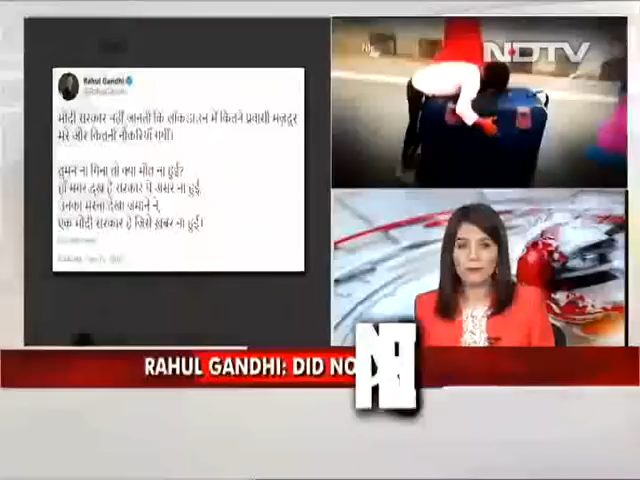 Rahul Gandhi
@RahulGandhi
मोदी सरकार नहीं जानती कि लॉकडाउन में कितने प्रवासी मज़दूर
मरे और कितनी नौकरियाँ गयीं।
तुमने ना गिना तो क्या मौत ना हुई?
हाँ मगर दुख है सरकार पे असर ना हुई,
उनका मरना देखा ज़माने ने,
एक मोदी सरकार है जिसे ख़बर ना हुई।
NDTV
RAHUL GANDHI: DID NO